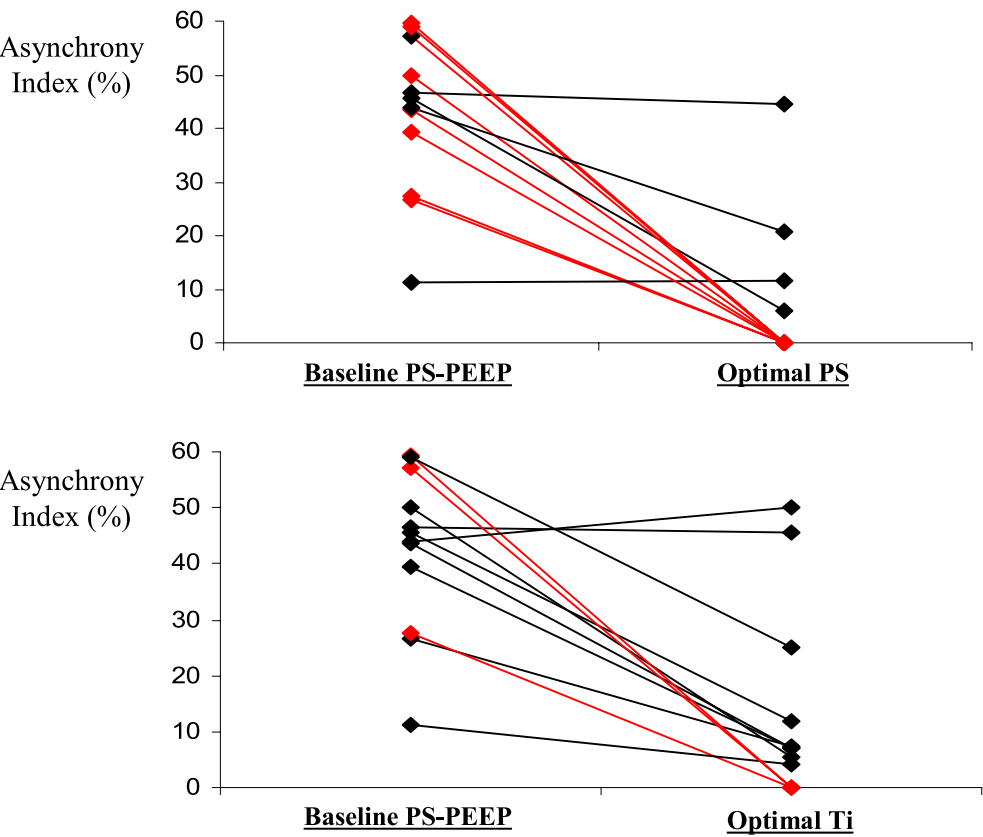 Asynchrony
Index (%)
60
50
40
30
20
10
0
Baseline PS-PEEP
Optimal PS
Asynchrony
Index (%)
60
50
40
30
20
10
0
Baseline PS-PEEP
Optimal Ti